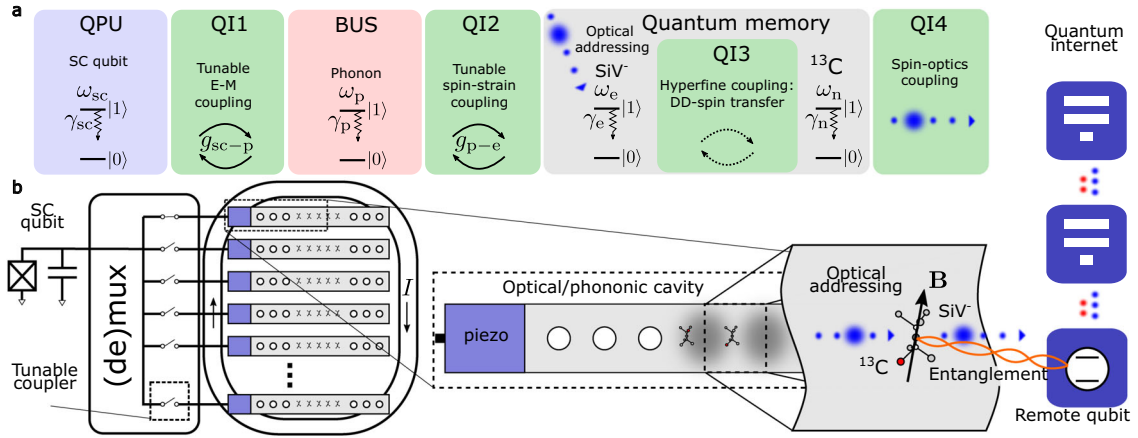 a
QPU
SC qubit
ω_sc
γ_sc
|1⟩
|0⟩
QI1
Tunable
E-M
coupling
g_sc−p
BUS
Phonon
ω_p
γ_p
|1⟩
|0⟩
QI2
Tunable
spin-strain
coupling
g_p−e
Quantum memory
Optical
addressing
SiV⁻
ω_e
γ_e
|1⟩
|0⟩
QI3
Hyperfine coupling:
DD-spin transfer
¹³C
ω_n
γ_n
|1⟩
|0⟩
QI4
Spin-optics
coupling
Quantum
internet
b
SC
qubit
(de)mux
Tunable
coupler
I
Optical/phononic cavity
piezo
Optical
addressing
B
SiV⁻
¹³C
Entanglement
Remote qubit